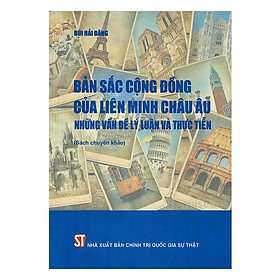 BÙI HẢI ĐĂNG
BẢN SẮC CỘNG ĐỒNG
CỦA LIÊN MINH CHÂU ÂU
NHỮNG VẤN ĐỀ LÝ LUẬN VÀ THỰC TIỄN
(Sách chuyên khảo)
ST NHÀ XUẤT BẢN CHÍNH TRỊ QUỐC GIA SỰ THẬT